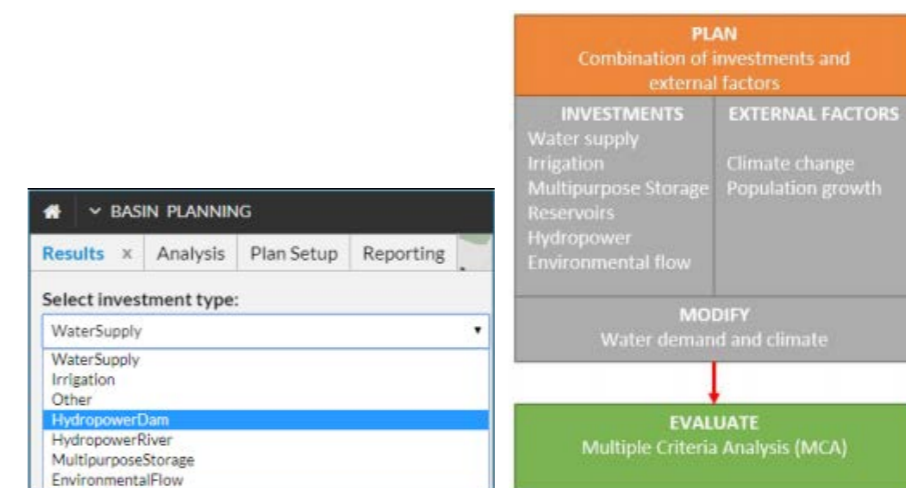 BASIN PLANNING
Results x Analysis Plan Setup Reporting
Select investment type:
WaterSupply
WaterSupply
Irrigation
Other
HydropowerDam
HydropowerRiver
MultipurposeStorage
EnvironmentalFlow
PLAN
Combination of investments and
external factors
INVESTMENTS
Water supply
Irrigation
Multipurpose Storage
Reservoirs
Hydropower
Environmental flow
EXTERNAL FACTORS
Climate change
Population growth
MODIFY
Water demand and climate
EVALUATE
Multiple Criteria Analysis (MCA)